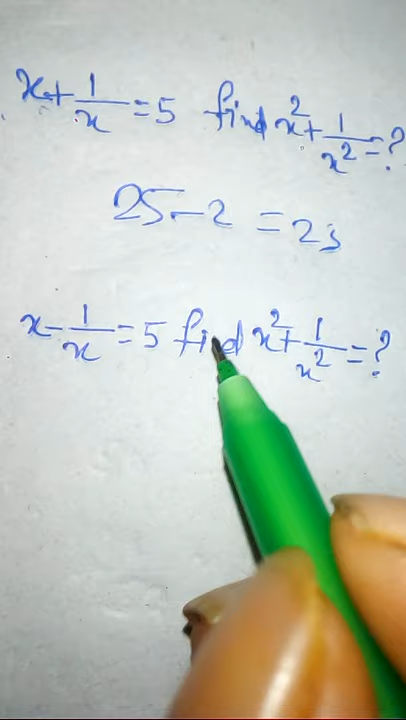 x + 1/x = 5 find x² + 1/x² = ?
25 - 2 = 23
x - 1/x = 5 find x² + 1/x² = ?